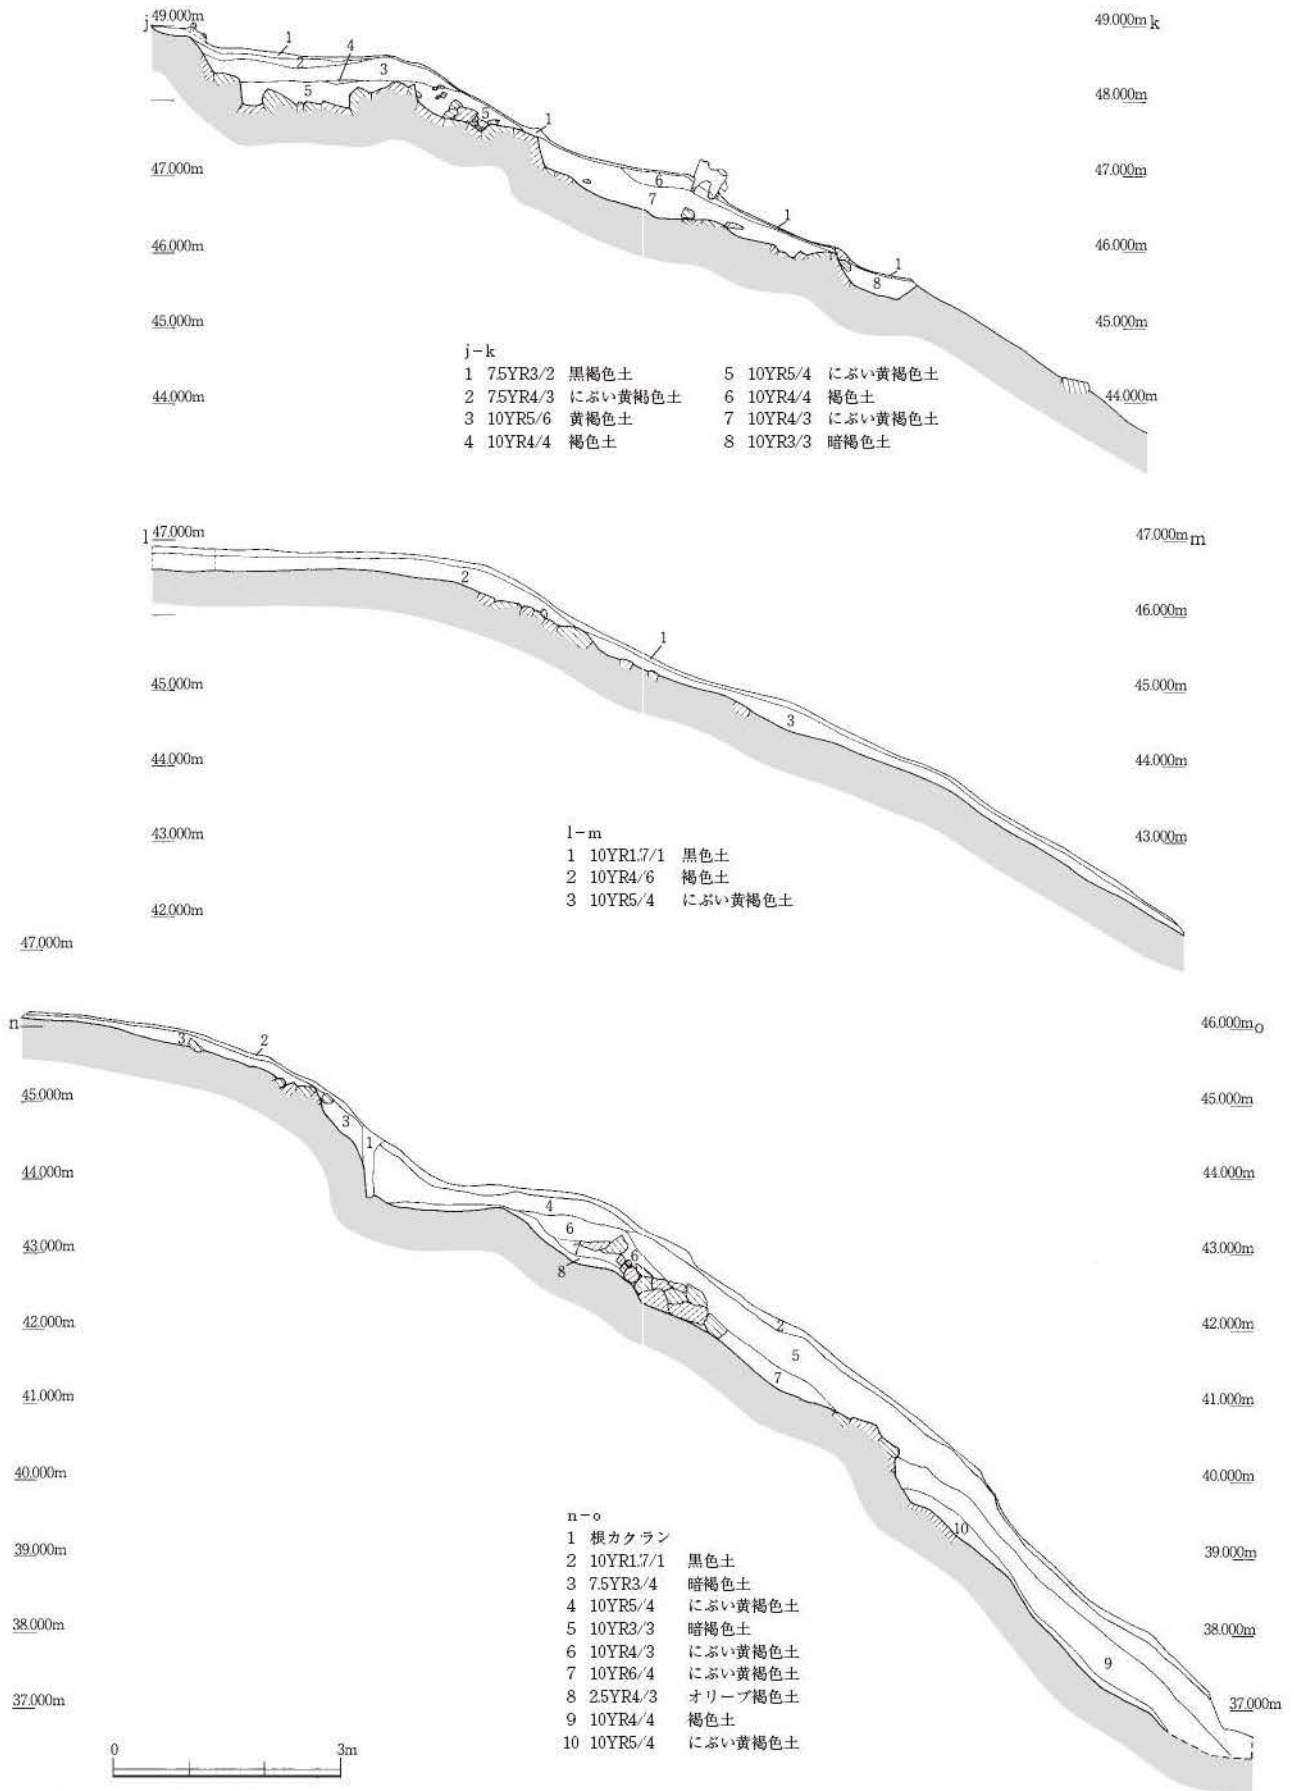 j 49.000m 49.000m k
1 4
2 3
5
48.000m
5
1
47.000m 47.000m
6
7
1
46.000m 46.000m
1
8
45.000m 45.000m
44.000m 44.000m
j-k
1 7.5YR3/2 黒褐色土
2 7.5YR4/3 にぶい黄褐色土
3 10YR5/6 黄褐色土
4 10YR4/4 褐色土
5 10YR5/4 にぶい黄褐色土
6 10YR4/4 褐色土
7 10YR4/3 にぶい黄褐色土
8 10YR3/3 暗褐色土
l 47.000m 47.000m m
2
46.000m
1
45.000m 45.000m
3
44.000m 44.000m
43.000m 43.000m
42.000m
l-m
1 10YR1.7/1 黒色土
2 10YR4/6 褐色土
3 10YR5/4 にぶい黄褐色土
47.000m
n 46.000m o
3 2
45.000m 45.000m
3
1
44.000m 44.000m
4
6
43.000m 43.000m
6
8
42.000m 42.000m
2
5
7
41.000m 41.000m
40.000m 40.000m
10
39.000m 39.000m
38.000m 38.000m
9
37.000m 37.000m
n-o
1 根カクラン
2 10YR1.7/1 黒色土
3 7.5YR3/4 暗褐色土
4 10YR5/4 にぶい黄褐色土
5 10YR3/3 暗褐色土
6 10YR4/3 にぶい黄褐色土
7 10YR6/4 にぶい黄褐色土
8 2.5YR4/3 オリーブ褐色土
9 10YR4/4 褐色土
10 10YR5/4 にぶい黄褐色土
0 3m